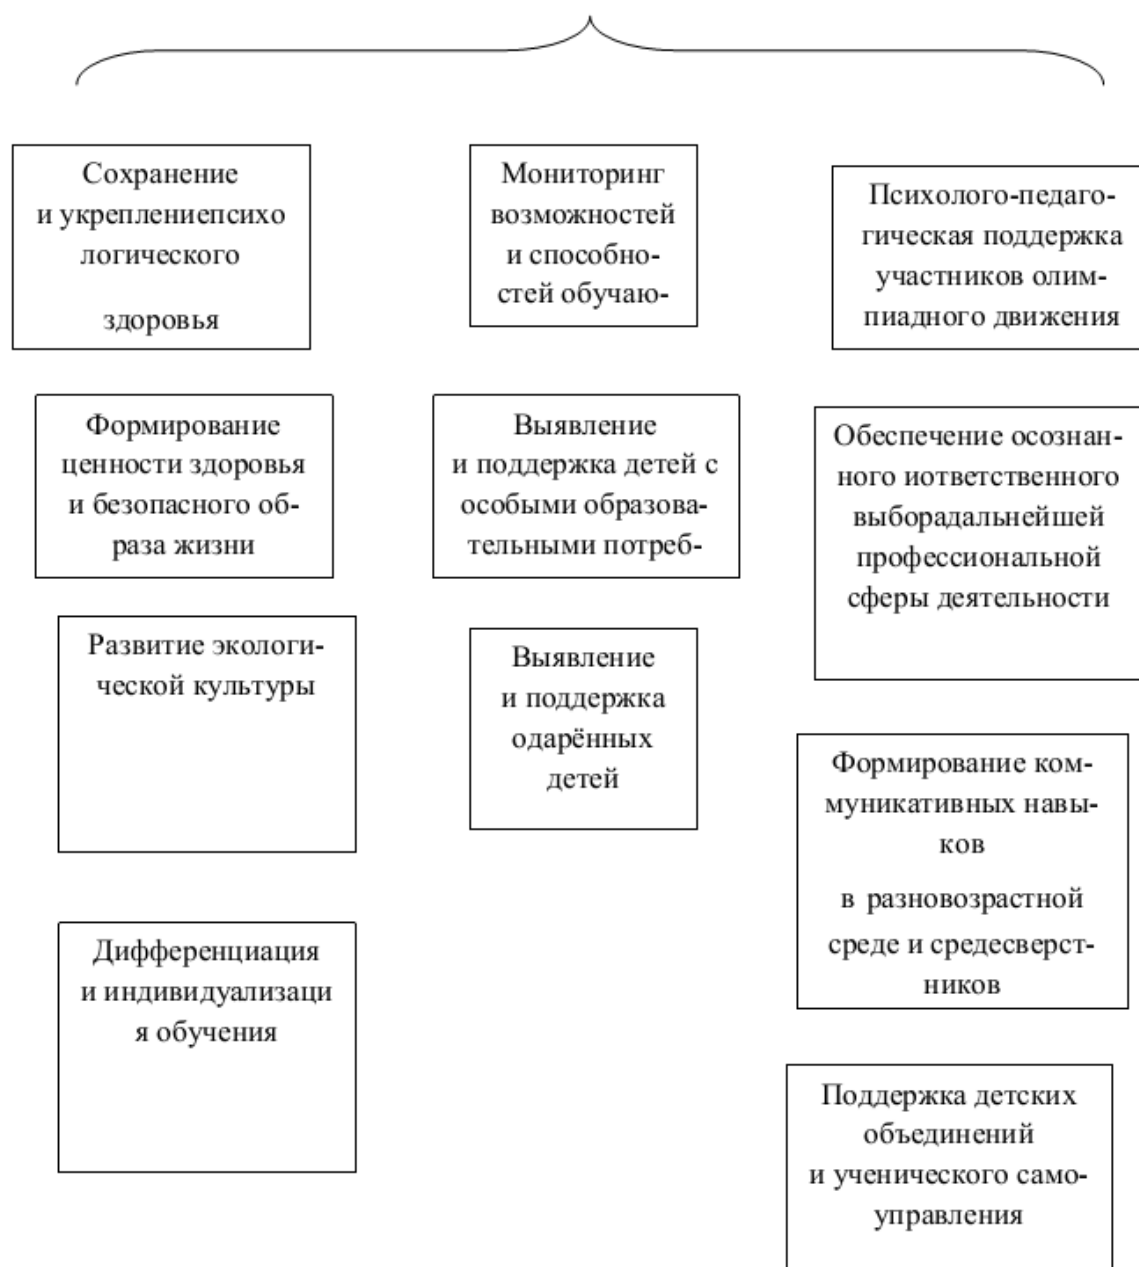 Сохранение
и укреплениепсихо
логического
здоровья
Формирование
ценности здоровья
и безопасного об-
раза жизни
Развитие экологи-
ческой культуры
Дифференциация
и индивидуализаци
я обучения
Мониторинг
возможностей
и способно-
стей обучаю-
Выявление
и поддержка детей с
особыми образова-
тельными потреб-
Выявление
и поддержка
одарённых
детей
Психолого-педаго-
гическая поддержка
участников олим-
пиадного движения
Обеспечение осознан-
ного иответственного
выборадальнейшей
профессиональной
сферы деятельности
Формирование ком-
муникативных навы-
ков
в разновозрастной
среде и средесверст-
ников
Поддержка детских
объединений
и ученического само-
управления